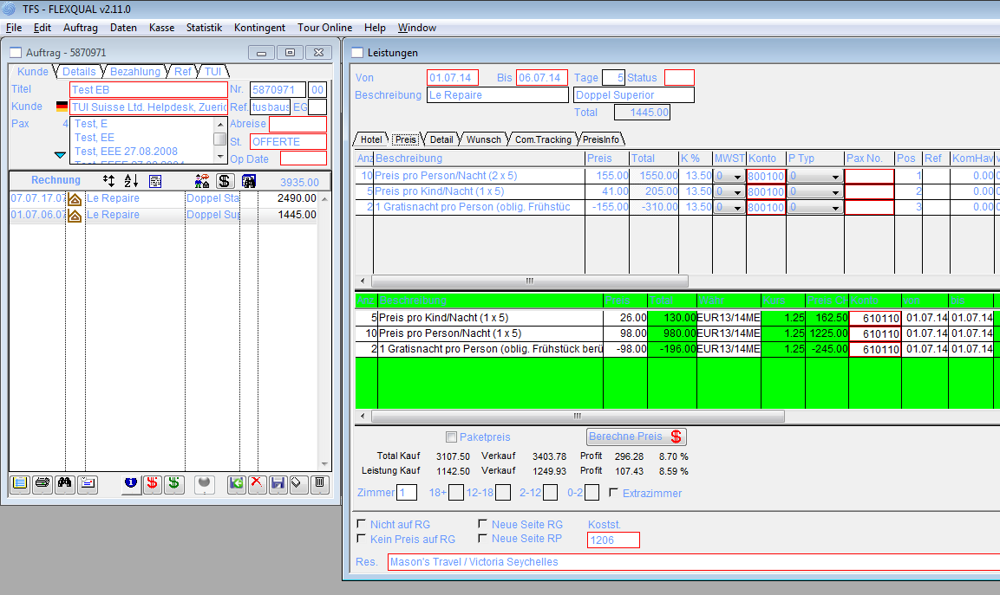 TFS - FLEXQUAL v2.11.0
File Edit Auftrag Daten Kasse Statistik Kontingent Tour Online Help Window
Auftrag - 5870971
Kunde Details Bezahlung Ref TUI
Titel Test EB Nr. 5870971 00
Kunde TUI Suisse Ltd. Helpdesk, Zueric Ref. tusbaus EG
Pax 4 Test, E Abreise
Test, EE St. OFFERTE
Test, EEE 27.08.2008 Op Date
Test, EEEE 27.08.2004
Rechnung 3935.00
07.07.17.07 Le Repaire Doppel Sta 2490.00
01.07.06.07 Le Repaire Doppel Sup 1445.00
Leistungen
Von 01.07.14 Bis 06.07.14 Tage 5 Status
Beschreibung Le Repaire Doppel Superior
Total 1445.00
Hotel Preis Detail Wunsch Com.Tracking PreisInfo
Anz Beschreibung Preis Total K % MWST Konto P Typ Pax No. Pos Ref KomHav v
10 Preis pro Person/Nacht (2 x 5) 155.00 1550.00 13.50 0 800100 0 1 0.00 0
5 Preis pro Kind/Nacht (1 x 5) 41.00 205.00 13.50 0 800100 0 2 0.00 0
2 1 Gratisnacht pro Person (oblig. Frühstüc -155.00 -310.00 13.50 0 800100 0 3 0.00 0
Anz Beschreibung Preis Total Währ Kurs Preis CH Konto von bis
5 Preis pro Kind/Nacht (1 x 5) 26.00 130.00 EUR13/14ME 1.25 162.50 610110 01.07.14 01.07.14
10 Preis pro Person/Nacht (1 x 5) 98.00 980.00 EUR13/14ME 1.25 1225.00 610110 01.07.14 01.07.14
2 1 Gratisnacht pro Person (oblig. Frühstück berü -98.00 -196.00 EUR13/14ME 1.25 -245.00 610110 01.07.14 01.07.14
Paketpreis Berechne Preis $
Total Kauf 3107.50 Verkauf 3403.78 Profit 296.28 8.70 %
Leistung Kauf 1142.50 Verkauf 1249.93 Profit 107.43 8.59 %
Zimmer 1 18+ 12-18 2-12 0-2 Extrazimmer
Nicht auf RG Neue Seite RG Kostst.
Kein Preis auf RG Neue Seite RP 1206
Res. Mason's Travel / Victoria Seychelles